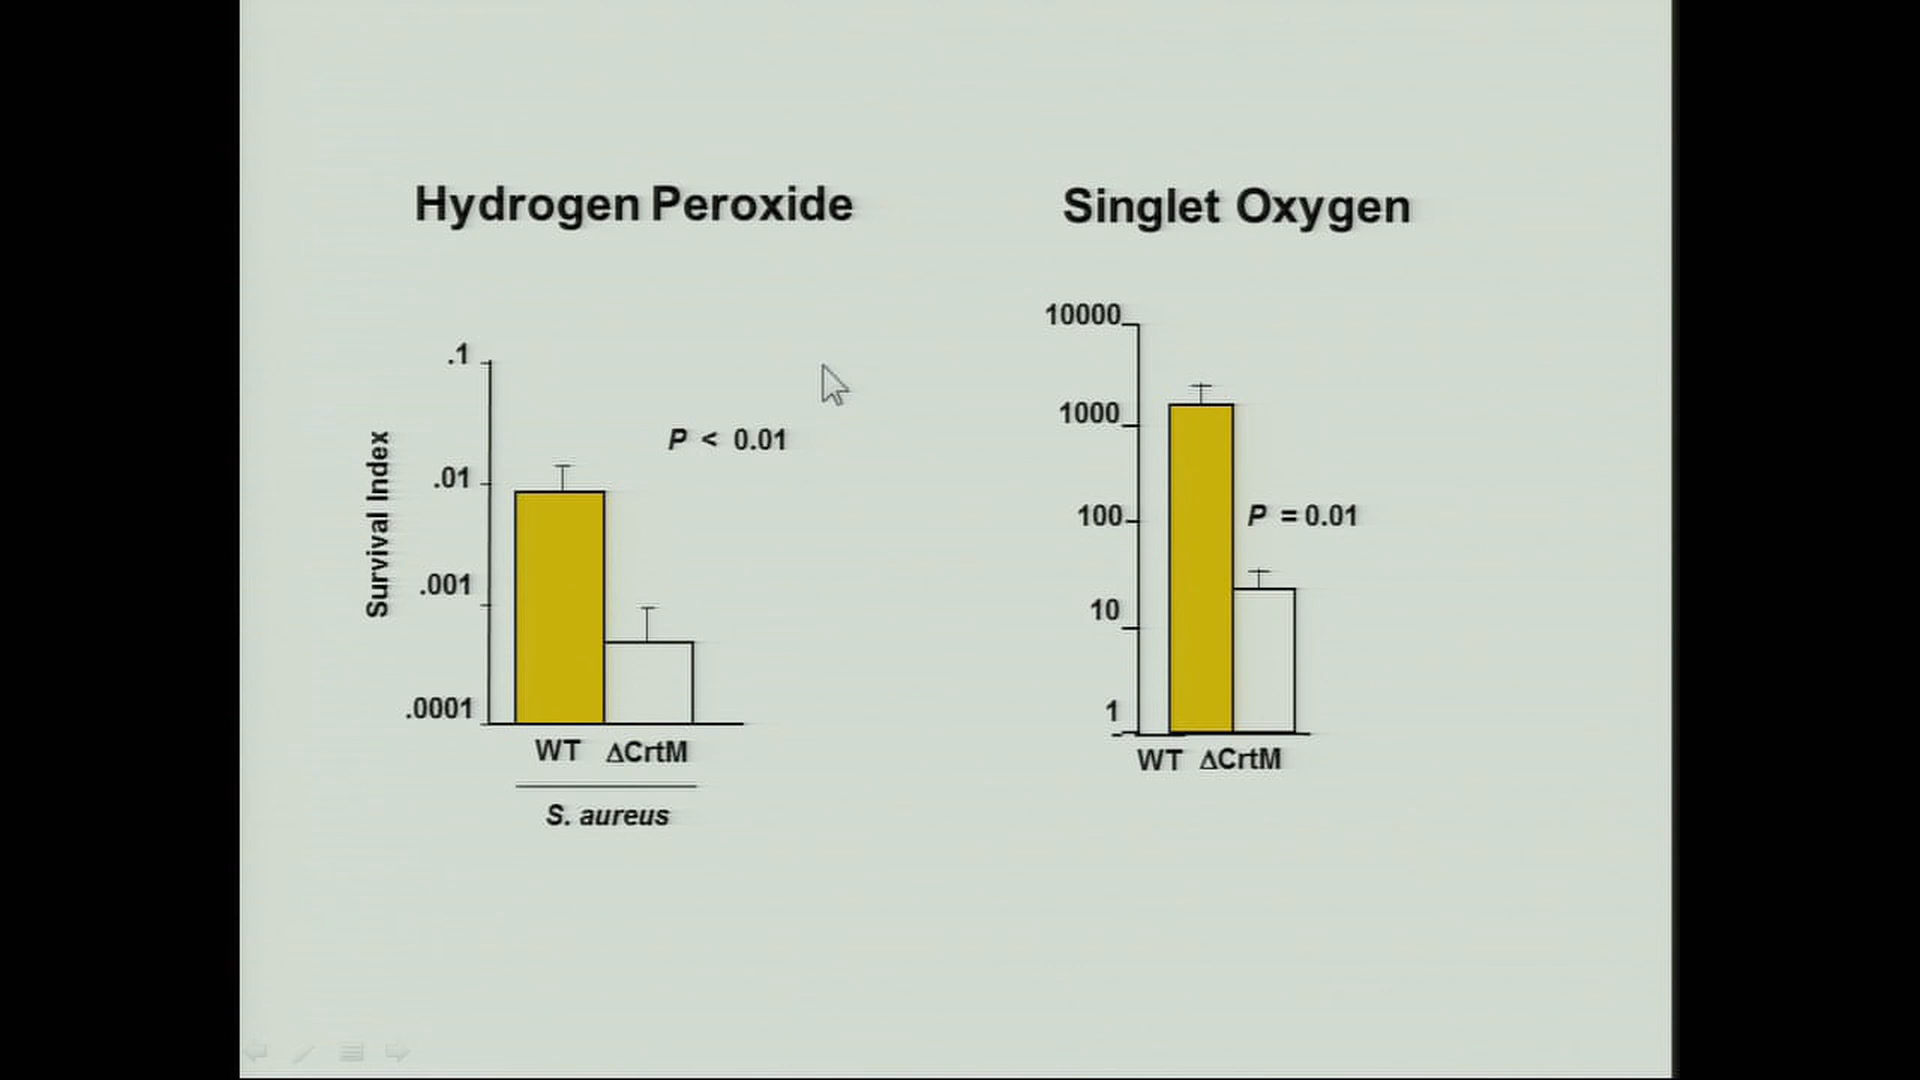 Hydrogen Peroxide
Survival Index
.1
.01
.001
.0001
P < 0.01
WT ΔCrtM
S. aureus
Singlet Oxygen
10000
1000
100
10
1
P = 0.01
WT ΔCrtM